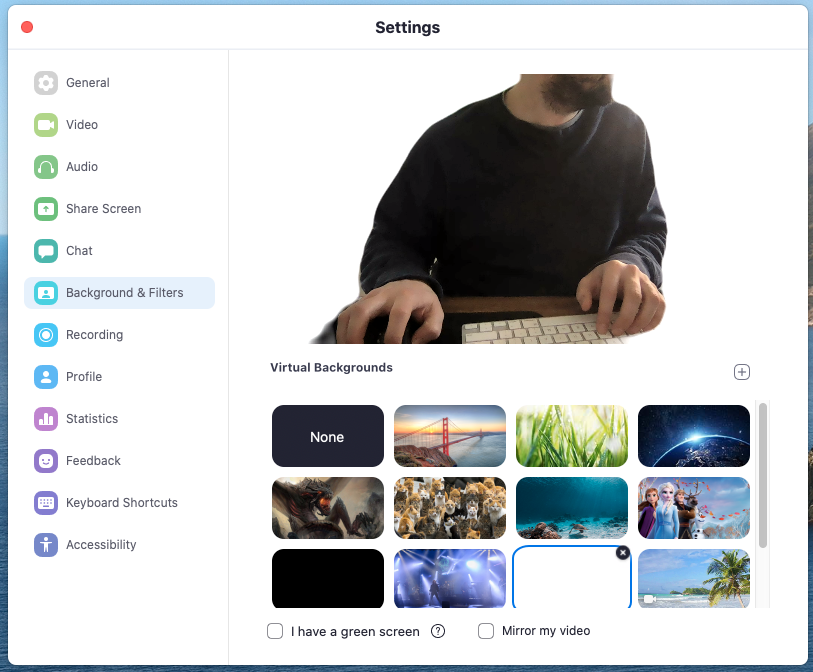 Settings
General
Video
Audio
Share Screen
Chat
Background & Filters
Recording
Profile
Statistics
Feedback
Keyboard Shortcuts
Accessibility
Virtual Backgrounds
None
I have a green screen ?
Mirror my video